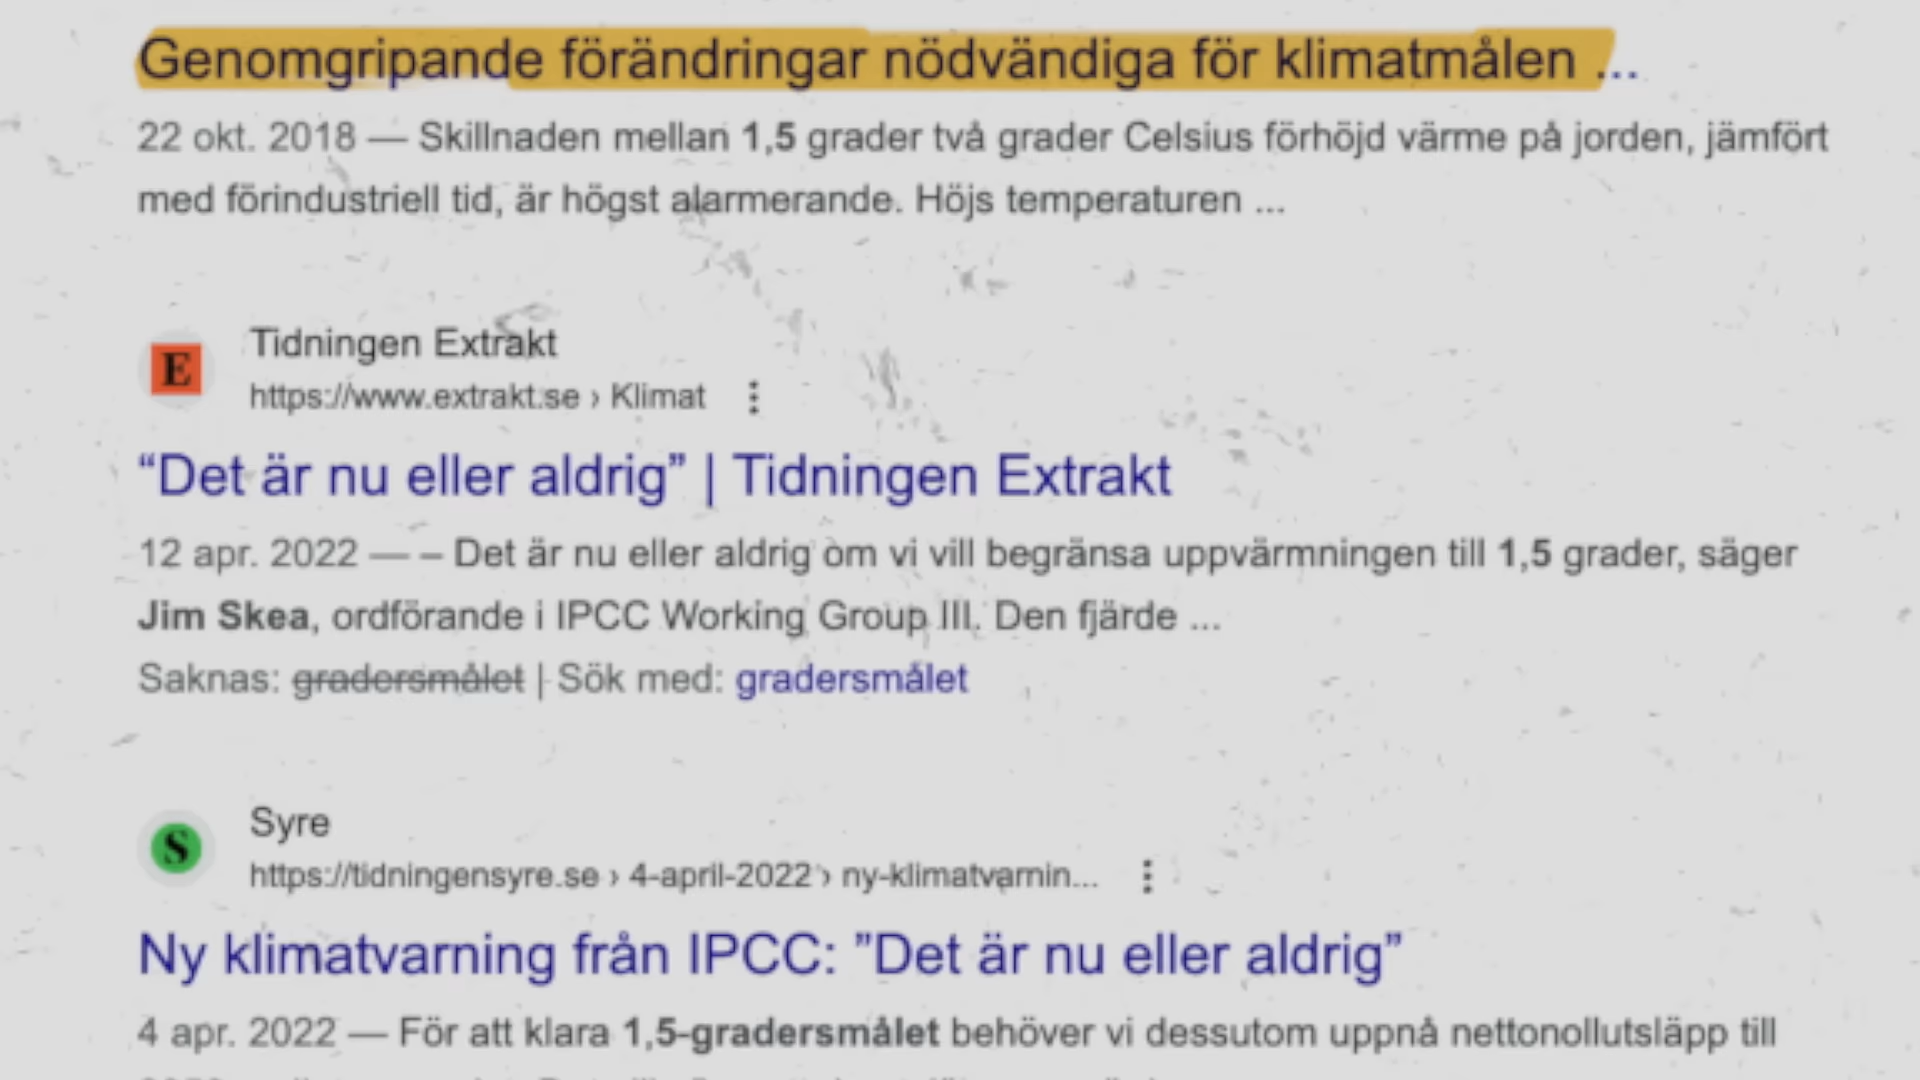 Genomgripande förändringar nödvändiga för klimatmålen ...
22 okt. 2018 — Skillnaden mellan 1,5 grader två grader Celsius förhöjd värme på jorden, jämfört
med förindustriell tid, är högst alarmerande. Höjs temperaturen ...
E
Tidningen Extrakt
https://www.extrakt.se › Klimat
“Det är nu eller aldrig” | Tidningen Extrakt
12 apr. 2022 — – Det är nu eller aldrig om vi vill begränsa uppvärmningen till 1,5 grader, säger
Jim Skea, ordförande i IPCC Working Group III. Den fjärde ...
Saknas: gradersmålet | Sök med: gradersmålet
S
Syre
https://tidningensyre.se › 4-april-2022 › ny-klimatvarnin...
Ny klimatvarning från IPCC: ”Det är nu eller aldrig”
4 apr. 2022 — För att klara 1,5-gradersmålet behöver vi dessutom uppnå nettonollutsläpp till